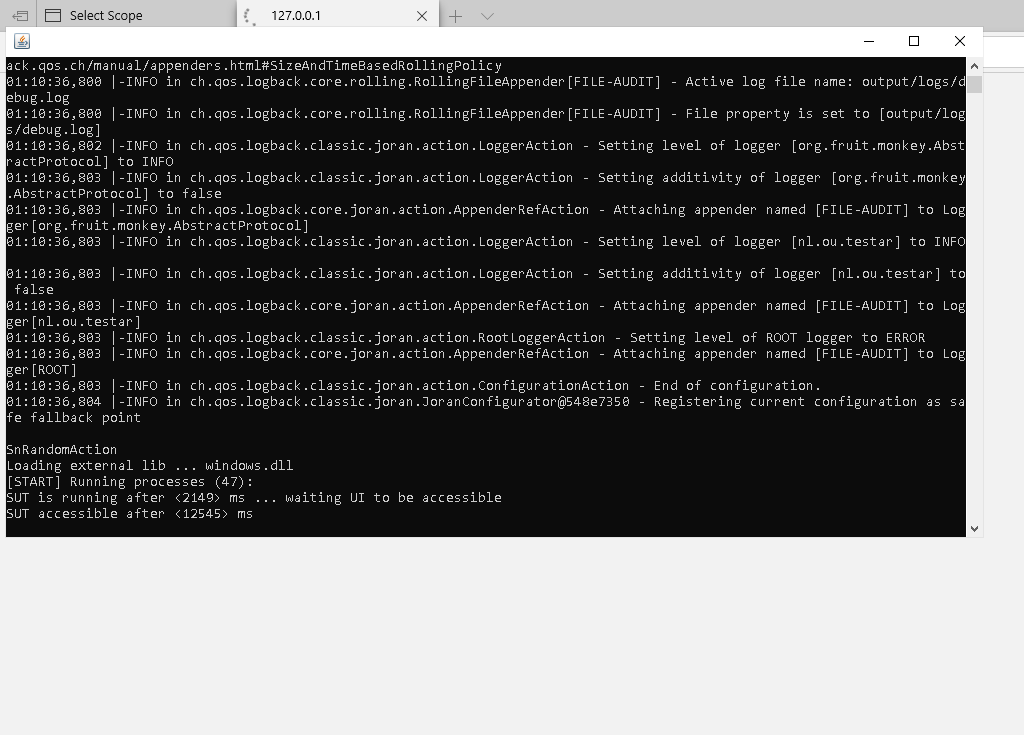 Select Scope
127.0.0.1
ack.qos.ch/manual/appenders.html#SizeAndTimeBasedRollingPolicy
01:10:36,800 |-INFO in ch.qos.logback.core.rolling.RollingFileAppender[FILE-AUDIT] - Active log file name: output/logs/d
ebug.log
01:10:36,800 |-INFO in ch.qos.logback.core.rolling.RollingFileAppender[FILE-AUDIT] - File property is set to [output/log
s/debug.log]
01:10:36,802 |-INFO in ch.qos.logback.classic.joran.action.LoggerAction - Setting level of logger [org.fruit.monkey.Abst
ractProtocol] to INFO
01:10:36,803 |-INFO in ch.qos.logback.classic.joran.action.LoggerAction - Setting additivity of logger [org.fruit.monkey
.AbstractProtocol] to false
01:10:36,803 |-INFO in ch.qos.logback.core.joran.action.AppenderRefAction - Attaching appender named [FILE-AUDIT] to Log
ger[org.fruit.monkey.AbstractProtocol]
01:10:36,803 |-INFO in ch.qos.logback.classic.joran.action.LoggerAction - Setting level of logger [nl.ou.testar] to INFO
01:10:36,803 |-INFO in ch.qos.logback.classic.joran.action.LoggerAction - Setting additivity of logger [nl.ou.testar] to
false
01:10:36,803 |-INFO in ch.qos.logback.core.joran.action.AppenderRefAction - Attaching appender named [FILE-AUDIT] to Log
ger[nl.ou.testar]
01:10:36,803 |-INFO in ch.qos.logback.classic.joran.action.RootLoggerAction - Setting level of ROOT logger to ERROR
01:10:36,803 |-INFO in ch.qos.logback.core.joran.action.AppenderRefAction - Attaching appender named [FILE-AUDIT] to Log
ger[ROOT]
01:10:36,803 |-INFO in ch.qos.logback.classic.joran.action.ConfigurationAction - End of configuration.
01:10:36,804 |-INFO in ch.qos.logback.classic.joran.JoranConfigurator@548e7350 - Registering current configuration as sa
fe fallback point
SnRandomAction
Loading external lib ... windows.dll
[START] Running processes (47):
SUT is running after <2149> ms ... waiting UI to be accessible
SUT accessible after <12545> ms